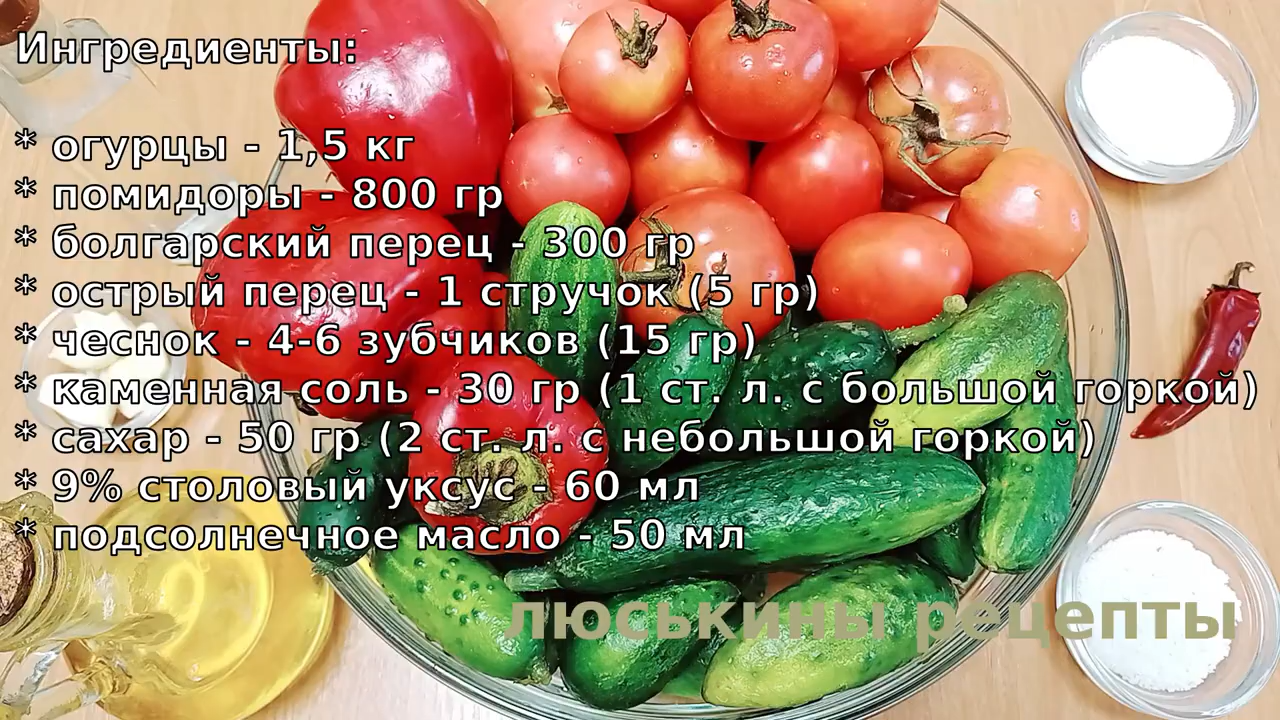 Ингредиенты:
* огурцы - 1,5 кг
* помидоры - 800 гр
* болгарский перец - 300 гр
* острый перец - 1 стручок (5 гр)
* чеснок - 4-6 зубчиков (15 гр)
* каменная соль - 30 гр (1 ст. л. с большой горкой)
* сахар - 50 гр (2 ст. л. с небольшой горкой)
* 9% столовый уксус - 60 мл
* подсолнечное масло - 50 мл
люськины рецепты